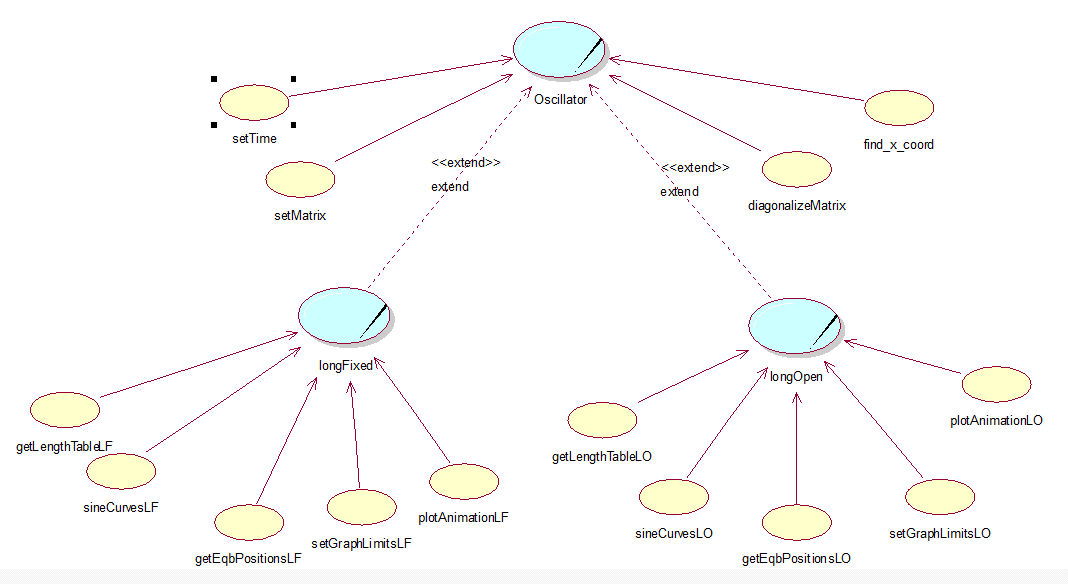 Oscillator
setTime
find_x_coord
<<extend>>
extend
<<extend>>
extend
diagonalizeMatrix
setMatrix
longFixed
longOpen
getLengthTableLF
sineCurvesLF
getEqbPositionsLF
setGraphLimitsLF
plotAnimationLF
getLengthTableLO
sineCurvesLO
getEqbPositionsLO
setGraphLimitsLO
plotAnimationLO